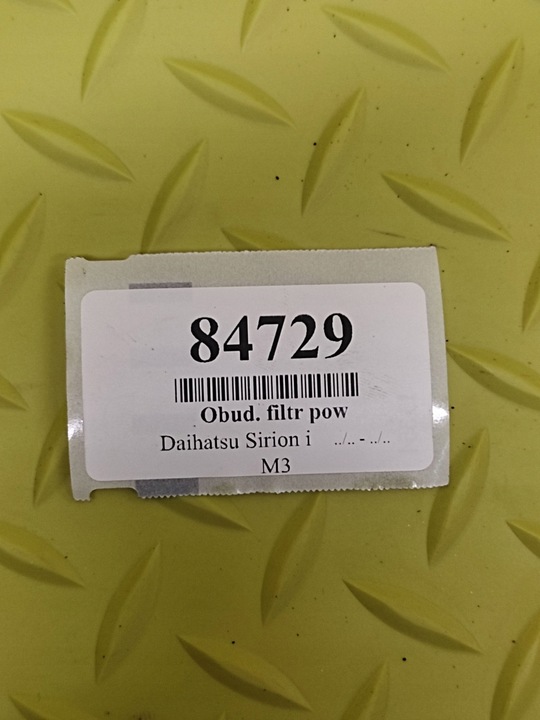 84729
Obud. filtr pow
Daihatsu Sirion i ../.. - ../..
M3